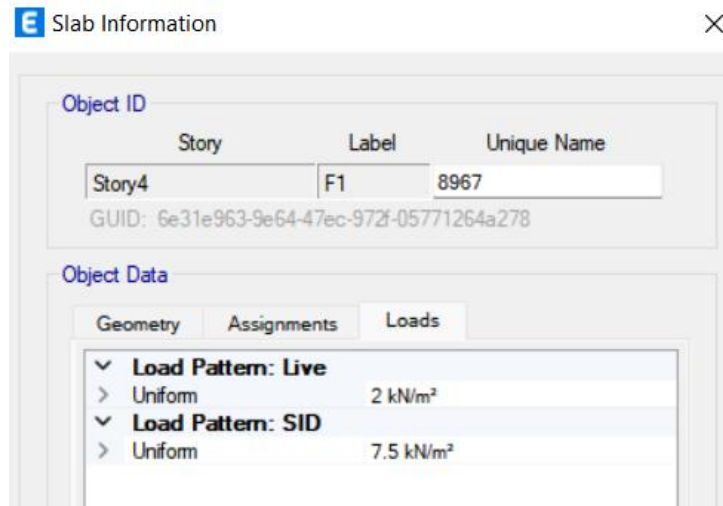 E Slab Information
Object ID
Story Label Unique Name
Story4 F1 8967
GUID: 6e31e963-9e64-47ec-972f-05771264a278
Object Data
Geometry Assignments Loads
Load Pattern: Live
Uniform 2 kN/m²
Load Pattern: SID
Uniform 7.5 kN/m²